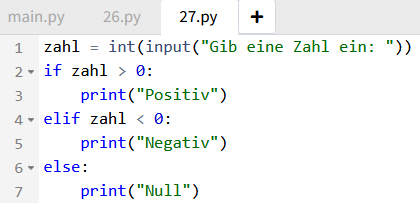 main.py 26.py 27.py +
1 zahl = int(input("Gib eine Zahl ein: "))
2 if zahl > 0:
3     print("Positiv")
4 elif zahl < 0:
5     print("Negativ")
6 else:
7     print("Null")